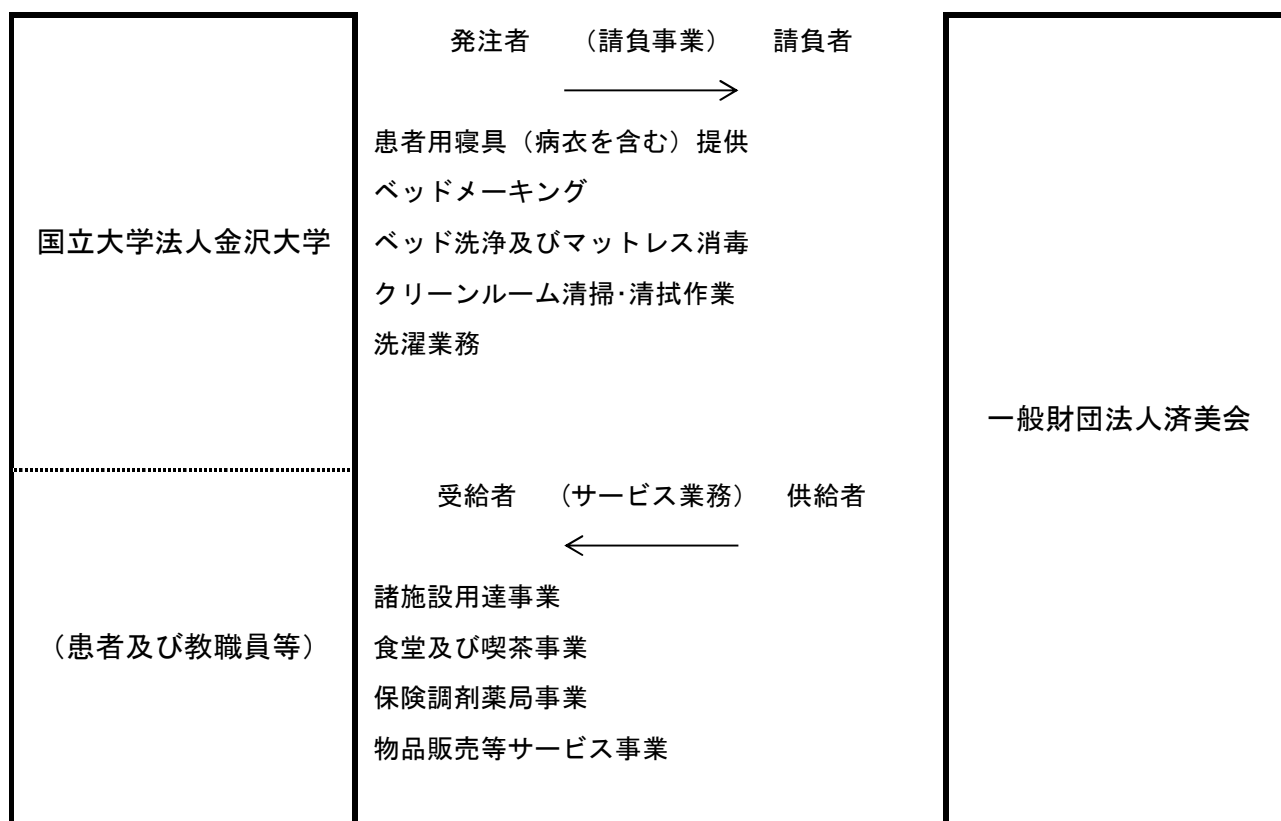 発注者 （請負事業） 請負者
患者用寝具（病衣を含む）提供
ベッドメーキング
国立大学法人金沢大学
ベッド洗浄及びマットレス消毒
クリーンルーム清掃･清拭作業
洗濯業務
一般財団法人済美会
受給者 （サービス業務） 供給者
諸施設用達事業
（患者及び教職員等）
食堂及び喫茶事業
保険調剤薬局事業
物品販売等サービス事業